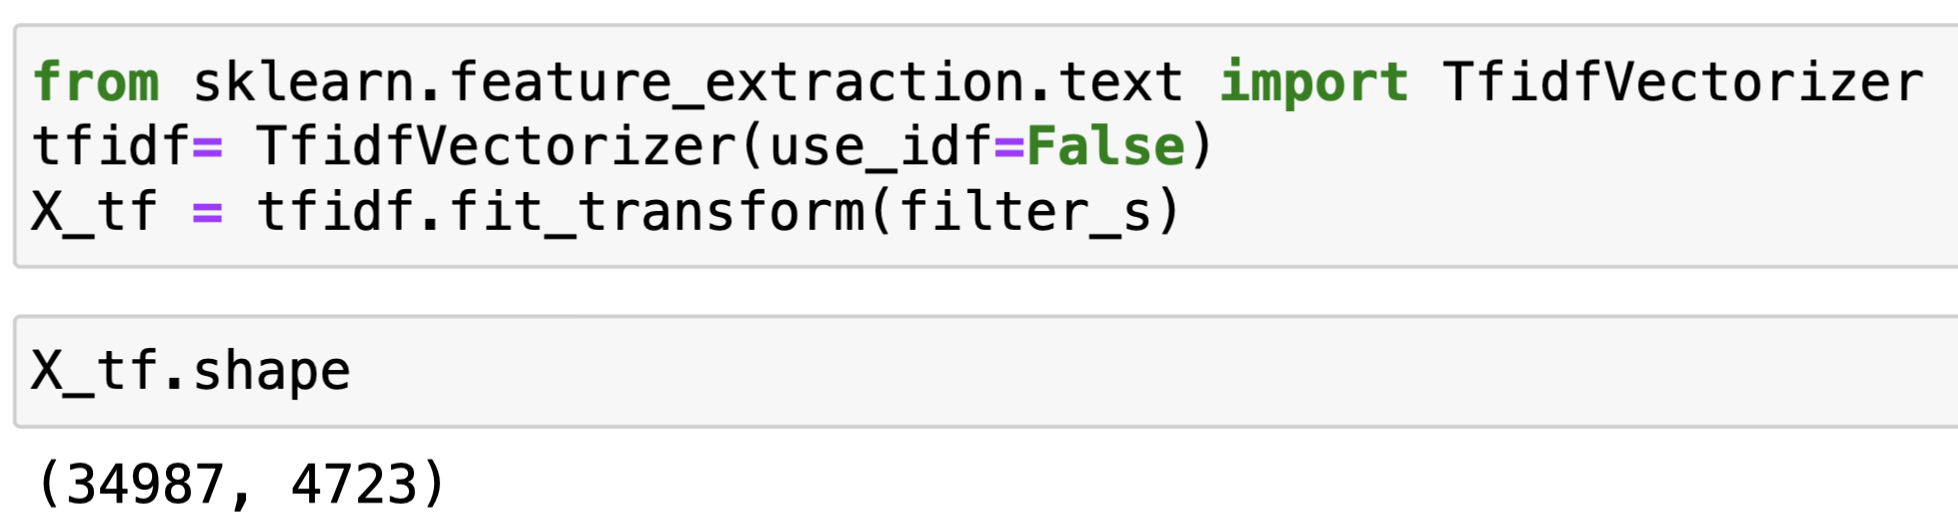 from sklearn.feature_extraction.text import TfidfVectorizer
tfidf= TfidfVectorizer(use_idf=False)
X_tf = tfidf.fit_transform(filter_s)
X_tf.shape
(34987, 4723)